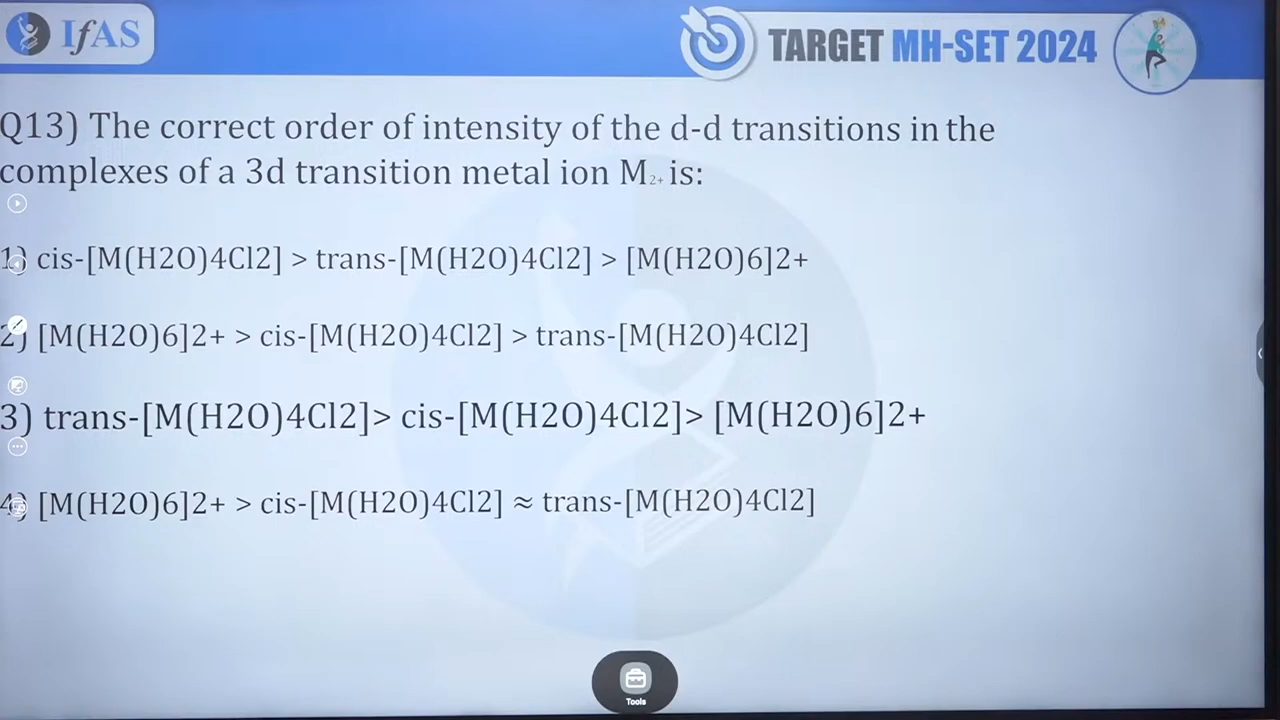 IfAS
TARGET MH-SET 2024
Q13) The correct order of intensity of the d-d transitions in the
complexes of a 3d transition metal ion M2+ is:
1) cis-[M(H2O)4Cl2] > trans-[M(H2O)4Cl2] > [M(H2O)6]2+
2) [M(H2O)6]2+ > cis-[M(H2O)4Cl2] > trans-[M(H2O)4Cl2]
3) trans-[M(H2O)4Cl2]> cis-[M(H2O)4Cl2]> [M(H2O)6]2+
4) [M(H2O)6]2+ > cis-[M(H2O)4Cl2] ≈ trans-[M(H2O)4Cl2]
Tools